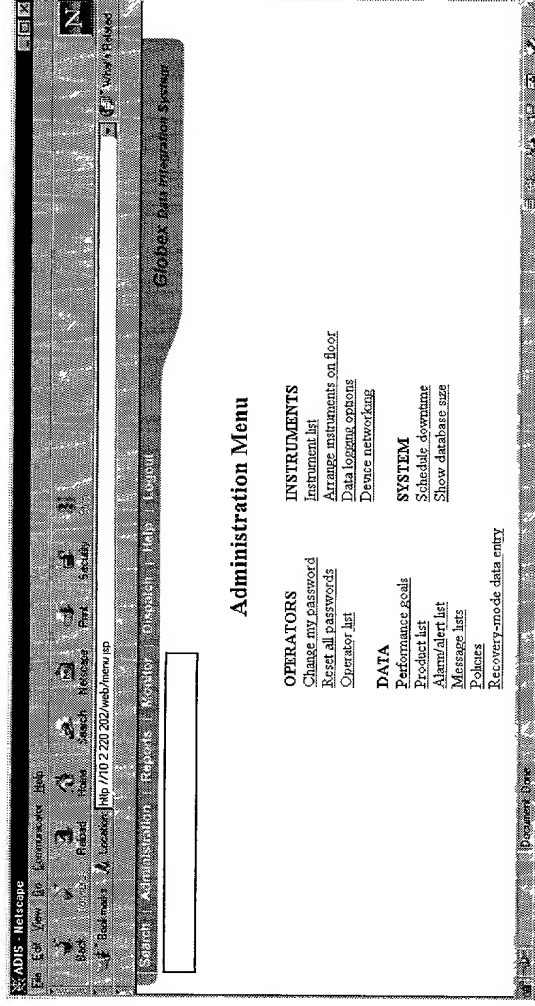 ADIS - Netscape
File Edit View Go Communicator Help
Back Reload Home Search Netscape Print Security
Bookmarks Location: http //10 2 220 202/web/menu jsp What's Related
Search Administration Reports Monitor Dispatch Help Logout
Globex Data Integration System
Administration Menu
OPERATORS
Change my password
Reset all passwords
Operator list
DATA
Performance goals
Product list
Alarm/alert list
Message lists
Policies
Recovery-mode data entry
INSTRUMENTS
Instrument list
Arrange instruments on floor
Data logging options
Device networking
SYSTEM
Schedule downtime
Show database size
Document Done